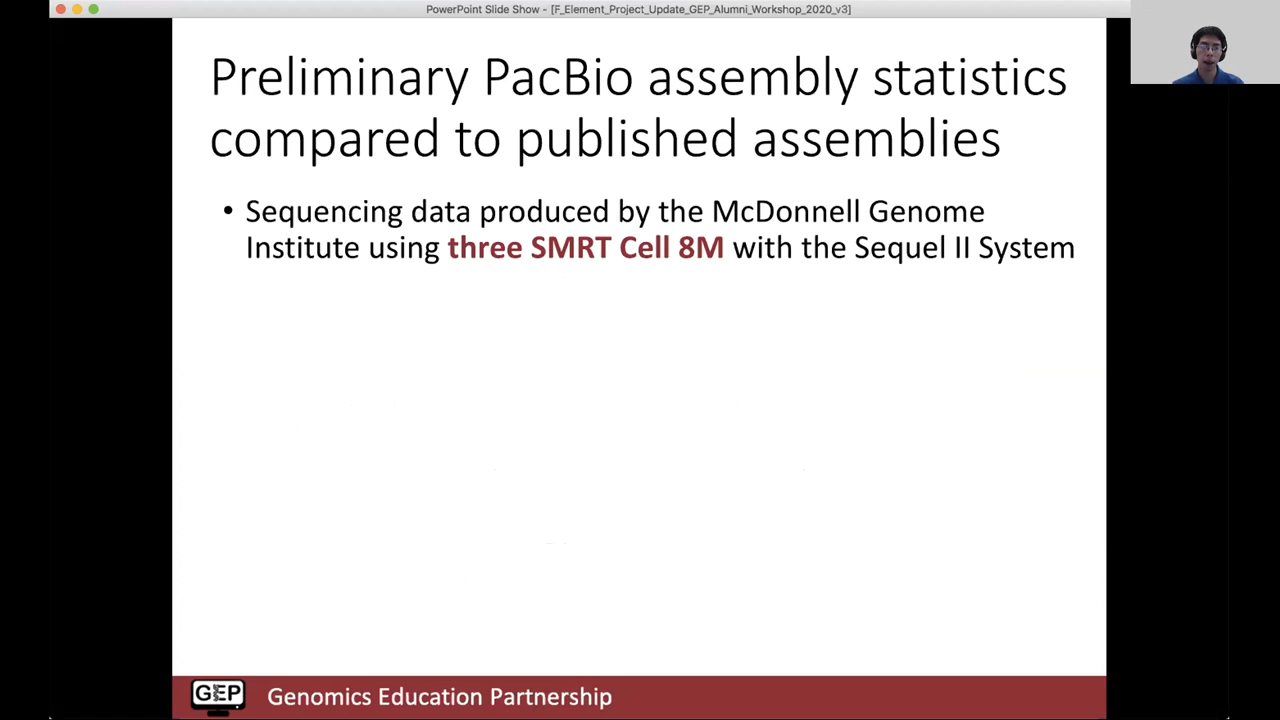 PowerPoint Slide Show - [F_Element_Project_Update_GEP_Alumni_Workshop_2020_v3]
Preliminary PacBio assembly statistics
compared to published assemblies
• Sequencing data produced by the McDonnell Genome
Institute using three SMRT Cell 8M with the Sequel II System
GEP
Genomics Education Partnership